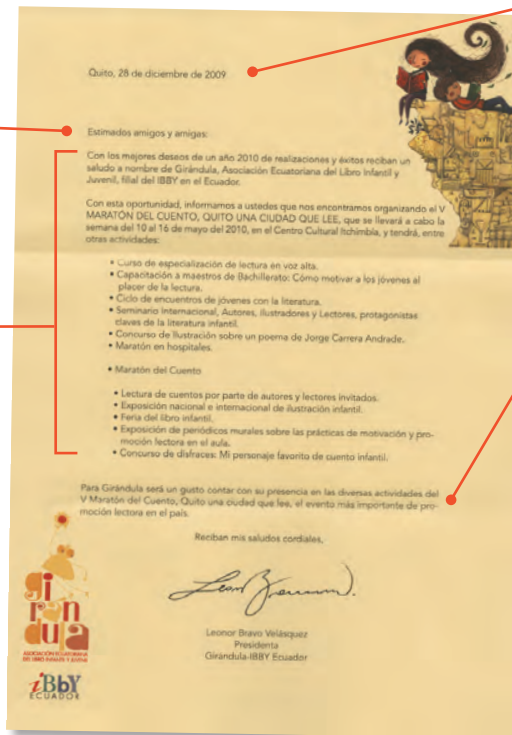 Quito, 28 de diciembre de 2009
Estimados amigos y amigas:
Con los mejores deseos de un año 2010 de realizaciones y éxitos reciban un
saludo a nombre de Girándula, Asociación Ecuatoriana del Libro Infantil y
Juvenil, filial del IBBY en el Ecuador.
Con esta oportunidad, informamos a ustedes que nos encontramos organizando el V
MARATÓN DEL CUENTO, QUITO UNA CIUDAD QUE LEE, que se llevará a cabo la
semana del 10 al 16 de mayo del 2010, en el Centro Cultural Itchimbía, y tendrá, entre
otras actividades:
• Curso de especialización de lectura en voz alta.
• Capacitación a maestros de Bachillerato: Cómo motivar a los jóvenes al
placer de la lectura.
• Ciclo de encuentros de jóvenes con la literatura.
• Seminario Internacional, Autores, ilustradores y Lectores, protagonistas
claves de la literatura infantil.
• Concurso de Ilustración sobre un poema de Jorge Carrera Andrade.
• Maratón en hospitales.
• Maratón del Cuento
• Lectura de cuentos por parte de autores y lectores invitados.
• Exposición nacional e internacional de ilustración infantil.
• Feria del libro infantil.
• Exposición de periódicos murales sobre las prácticas de motivación y pro-
moción lectora en el aula.
• Concurso de disfraces: Mi personaje favorito de cuento infantil.
Para Girándula será un gusto contar con su presencia en las diversas actividades del
V Maratón del Cuento, Quito una ciudad que lee, el evento más importante de pro-
moción lectora en el país.
Reciban mis saludos cordiales,
Leonor Bravo Velásquez
Presidenta
Girándula-IBBY Ecuador
girandula
ASOCIACIÓN ECUATORIANA
DEL LIBRO INFANTIL Y JUVENIL
iBbY
ECUADOR